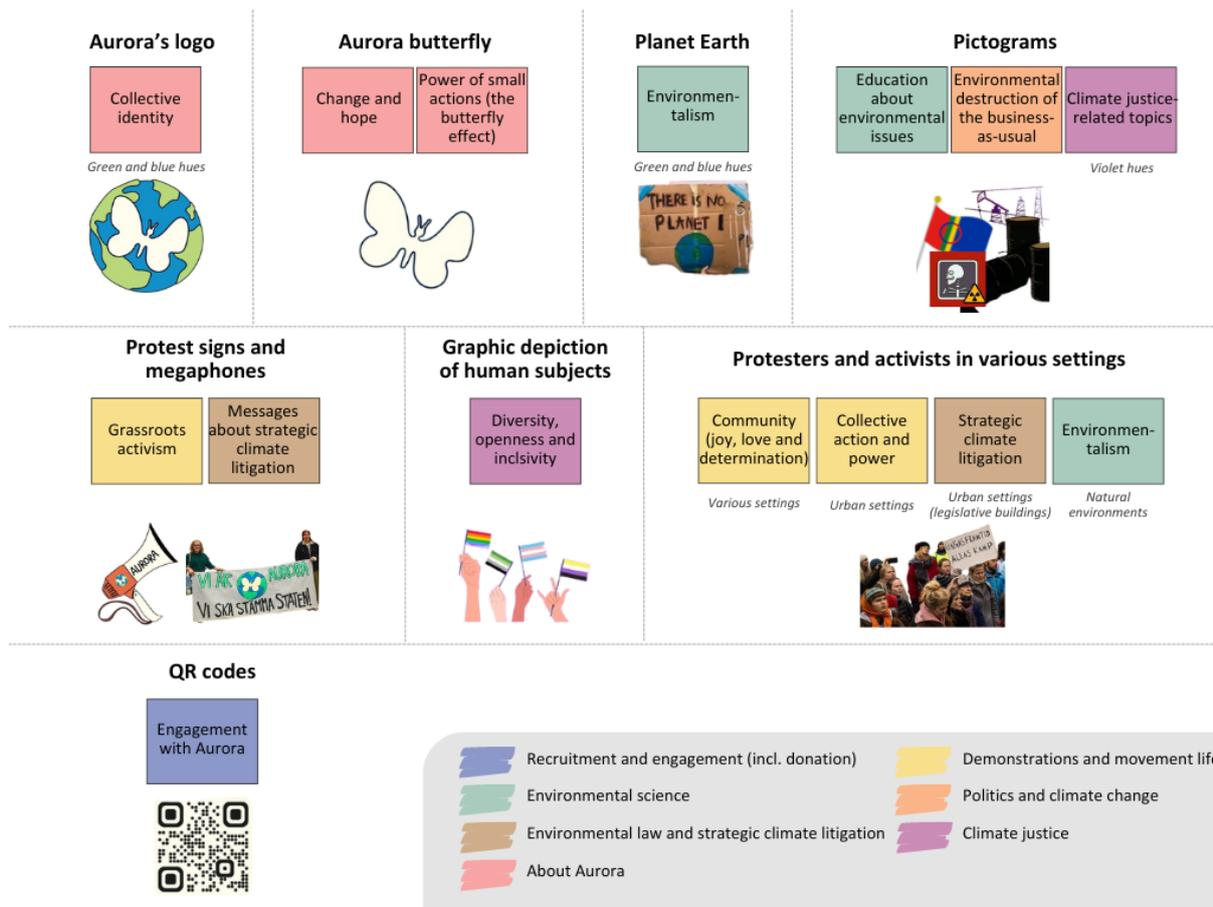 Aurora’s logo
Collective
identity
Green and blue hues
Aurora butterfly
Change and
hope
Power of small
actions (the
butterfly
effect)
Planet Earth
Environmen-
talism
Green and blue hues
THERE IS NO
PLANET
Pictograms
Education
about
environmental
issues
Environmental
destruction of
the business-
as-usual
Climate justice-
related topics
Violet hues
Protest signs and
megaphones
Grassroots
activism
Messages
about strategic
climate
litigation
AURORA
VI ÄR AURORA
VI SKA STÄMMA STATEN!
Graphic depiction
of human subjects
Diversity,
openness and
inclsivity
Protesters and activists in various settings
Community
(joy, love and
determination)
Various settings
Collective
action and
power
Urban settings
Strategic
climate
litigation
Urban settings
(legislative buildings)
Environmen-
talism
Natural
environments
ALLAS KAMP
QR codes
Engagement
with Aurora
Recruitment and engagement (incl. donation)
Environmental science
Environmental law and strategic climate litigation
About Aurora
Demonstrations and movement life
Politics and climate change
Climate justice